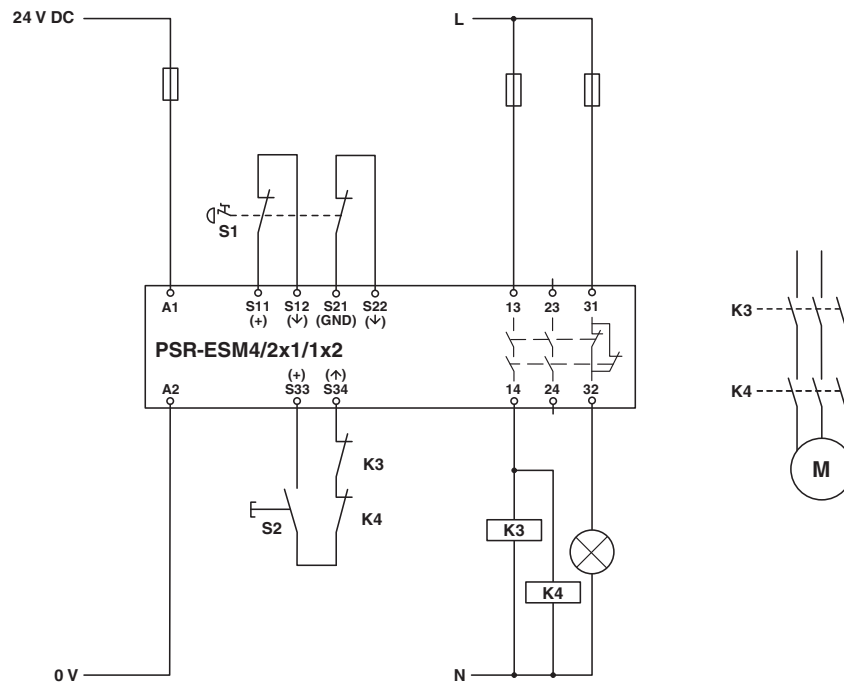 24 V DC
L
S1
A1
S11
(+)
S12
(↓)
S21
(GND)
S22
(↓)
13
23
31
PSR-ESM4/2x1/1x2
A2
(+)
S33
(↑)
S34
14
24
32
K3
K4
M
K3
K4
S2
K3
K4
0 V
N